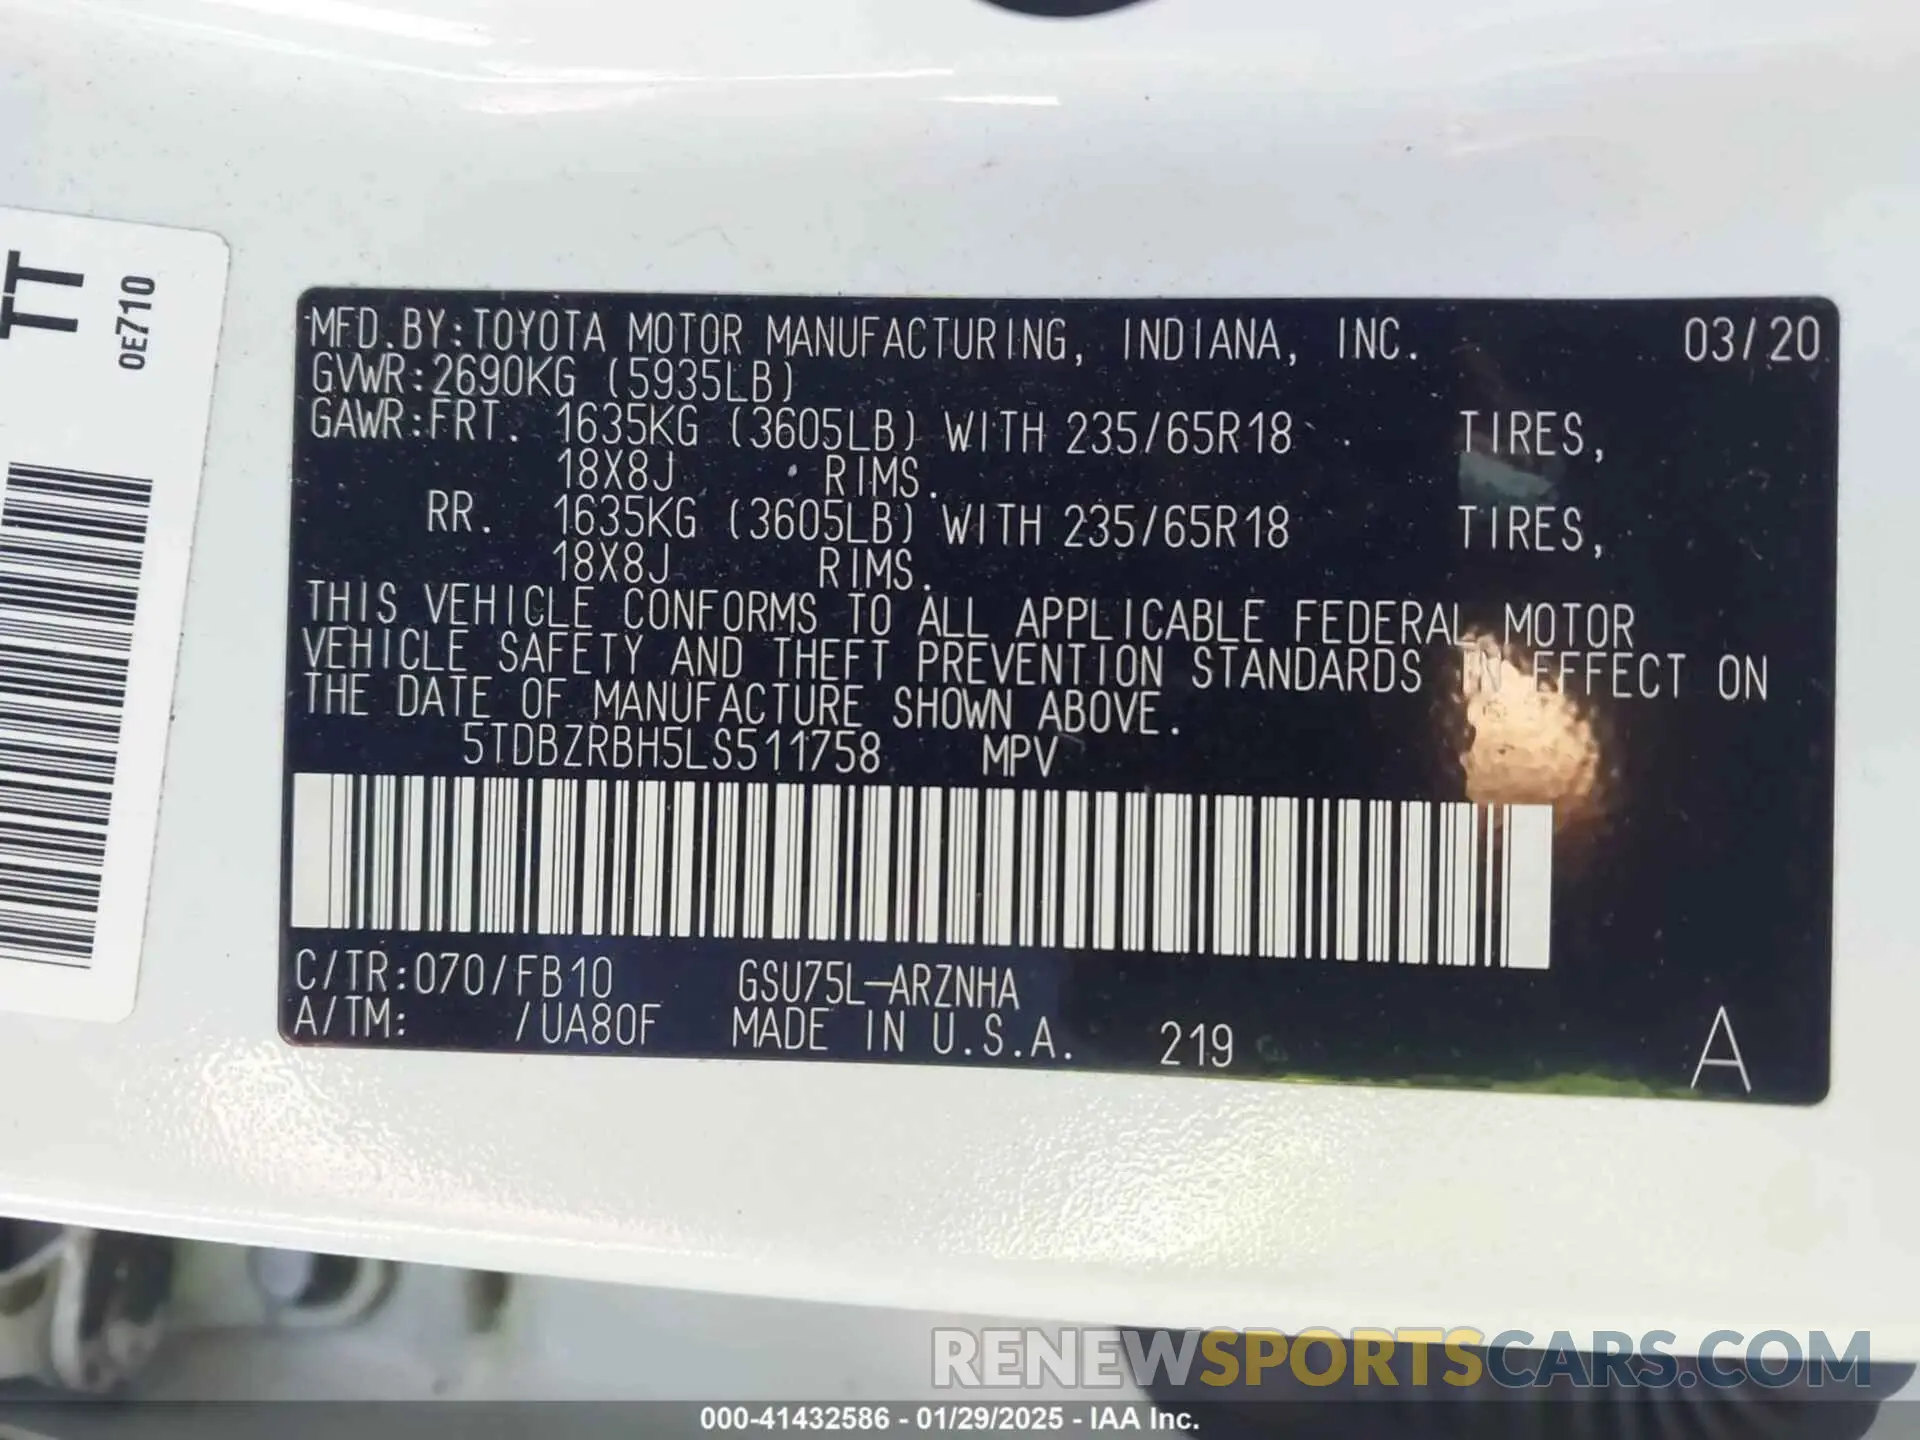 TT
0E710
MFD.BY:TOYOTA MOTOR MANUFACTURING, INDIANA, INC. 03/20
GVWR:2690KG (5935LB)
GAWR:FRT. 1635KG (3605LB) WITH 235/65R18 TIRES,
18X8J RIMS.
RR. 1635KG (3605LB) WITH 235/65R18 TIRES,
18X8J RIMS.
THIS VEHICLE CONFORMS TO ALL APPLICABLE FEDERAL MOTOR
VEHICLE SAFETY AND THEFT PREVENTION STANDARDS IN EFFECT ON
THE DATE OF MANUFACTURE SHOWN ABOVE.
5TDBZRBH5LS511758 MPV
C/TR:070/FB10 GSU75L-ARZNHA
A/TM: /UA80F MADE IN U.S.A. 219 A
RENEWSPORTSCARS.COM
000-41432586 - 01/29/2025 - IAA Inc.